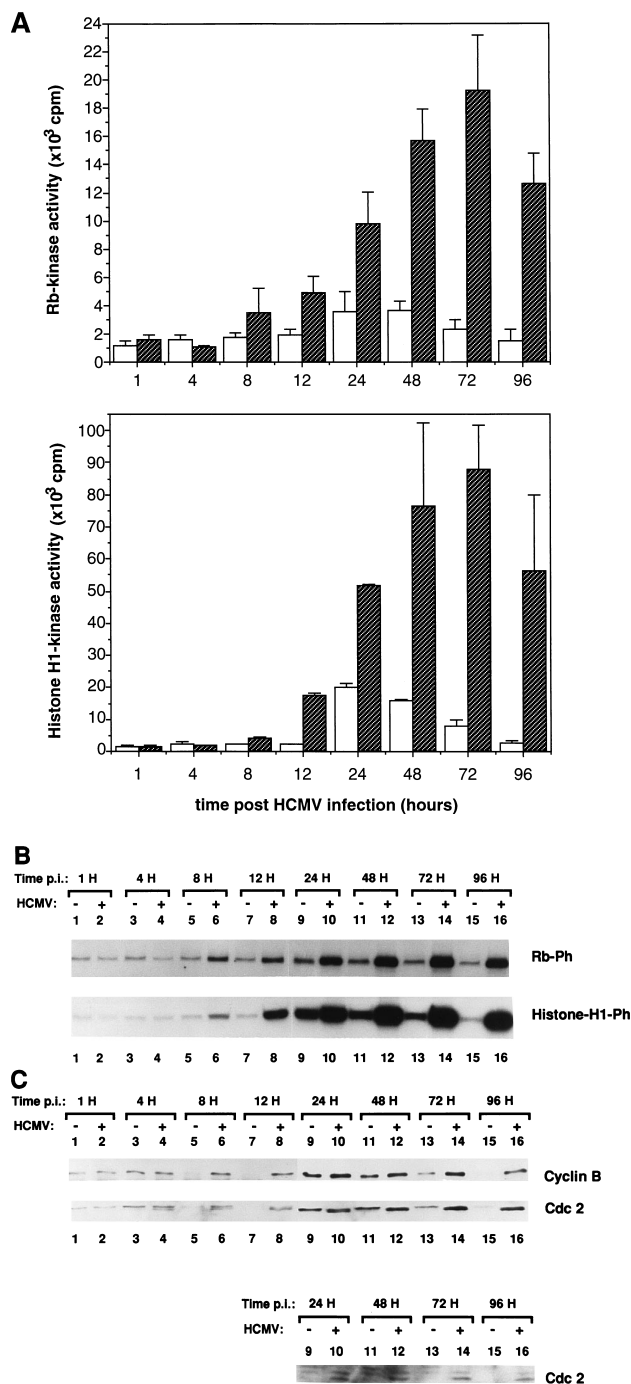 A
24
22
20
18
16
14
12
10
8
6
4
2
0
Rb-kinase activity (x10³ cpm)
1 4 8 12 24 48 72 96
100
90
80
70
60
50
40
30
20
10
0
Histone H1-kinase activity (x10³ cpm)
1 4 8 12 24 48 72 96
time post HCMV infection (hours)
B
Time p.i.: 1 H 4 H 8 H 12 H 24 H 48 H 72 H 96 H
HCMV: - + - + - + - + - + - + - + - +
1 2 3 4 5 6 7 8 9 10 11 12 13 14 15 16
Rb-Ph
Histone-H1-Ph
1 2 3 4 5 6 7 8 9 10 11 12 13 14 15 16
C
Time p.i.: 1 H 4 H 8 H 12 H 24 H 48 H 72 H 96 H
HCMV: - + - + - + - + - + - + - + - +
1 2 3 4 5 6 7 8 9 10 11 12 13 14 15 16
Cyclin B
Cdc 2
1 2 3 4 5 6 7 8 9 10 11 12 13 14 15 16
Time p.i.: 24 H 48 H 72 H 96 H
HCMV: - + - + - + - +
9 10 11 12 13 14 15 16
Cdc 2